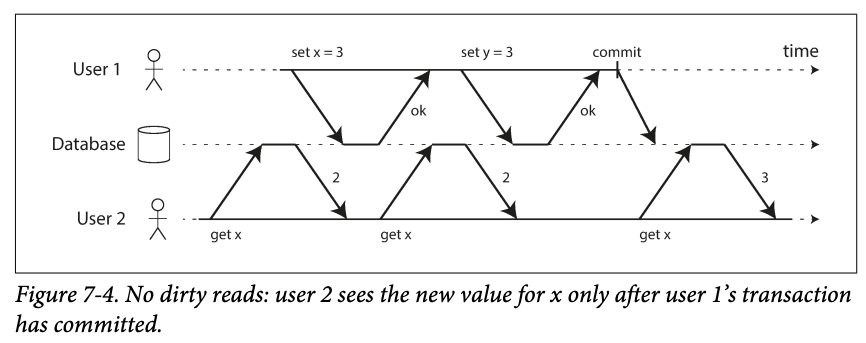 set x = 3
set y = 3
commit
time
User 1
ok
ok
Database
2
2
3
User 2
get x
get x
get x
Figure 7-4. No dirty reads: user 2 sees the new value for x only after user 1’s transaction
has committed.